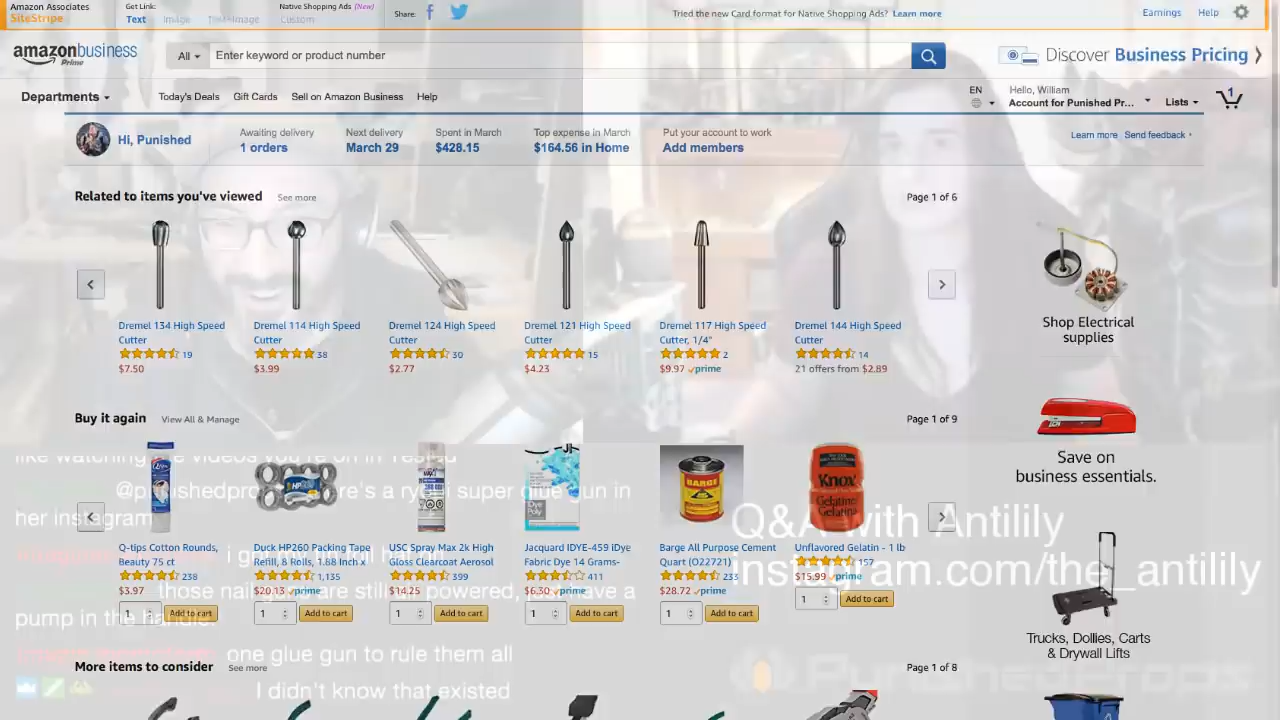 Amazon Associates
SiteStripe
Get Link:
Text Image Text+Image
Native Shopping Ads (New)
Custom
Share:
Tried the new Card format for Native Shopping Ads? Learn more
Earnings Help
amazonbusiness
Prime
All
Enter keyword or product number
Discover Business Pricing
Departments
Today's Deals Gift Cards Sell on Amazon Business Help
EN
Hello, William
Account for Punished Pr...
Lists
1
Hi, Punished
Awaiting delivery
1 orders
Next delivery
March 29
Spent in March
$428.15
Top expense in March
$164.56 in Home
Put your account to work
Add members
Learn more Send feedback
Related to items you've viewed See more
Page 1 of 6
Dremel 134 High Speed Cutter
19
$7.50
Dremel 114 High Speed Cutter
38
$3.99
Dremel 124 High Speed Cutter
30
$2.77
Dremel 121 High Speed Cutter
15
$4.23
Dremel 117 High Speed Cutter, 1/4"
2
$9.97 prime
Dremel 144 High Speed Cutter
14
21 offers from $2.89
Shop Electrical
supplies
Buy it again View All & Manage
Page 1 of 9
Q-tips Cotton Rounds,
Beauty 75 ct
238
$3.97
1 Add to cart
Duck HP260 Packing Tape
Refill, 8 Rolls, 1.88 Inch x
1,135
$20.13 prime
1 Add to cart
USC Spray Max 2k High
Gloss Clearcoat Aerosol
399
$14.25
1 Add to cart
Jacquard IDYE-459 iDye
Fabric Dye 14 Grams-
411
$6.30 prime
1 Add to cart
BARGE
Barge All Purpose Cement
Quart (O22721)
233
$28.72 prime
1 Add to cart
Knox
Gelatine
Unflavored Gelatin - 1 lb
157
$15.99 prime
1 Add to cart
Save on
business essentials.
Trucks, Dollies, Carts
& Drywall Lifts
More items to consider See more
Page 1 of 8
like watching the videos you're on in Tested
super glue gun in
her instagram
those nail guns are still powered, have a
pump in the handle.
one glue gun to rule them all
I didn't know that existed
Q&A with Antilily
instagram.com/the_antilily
Punishedprops